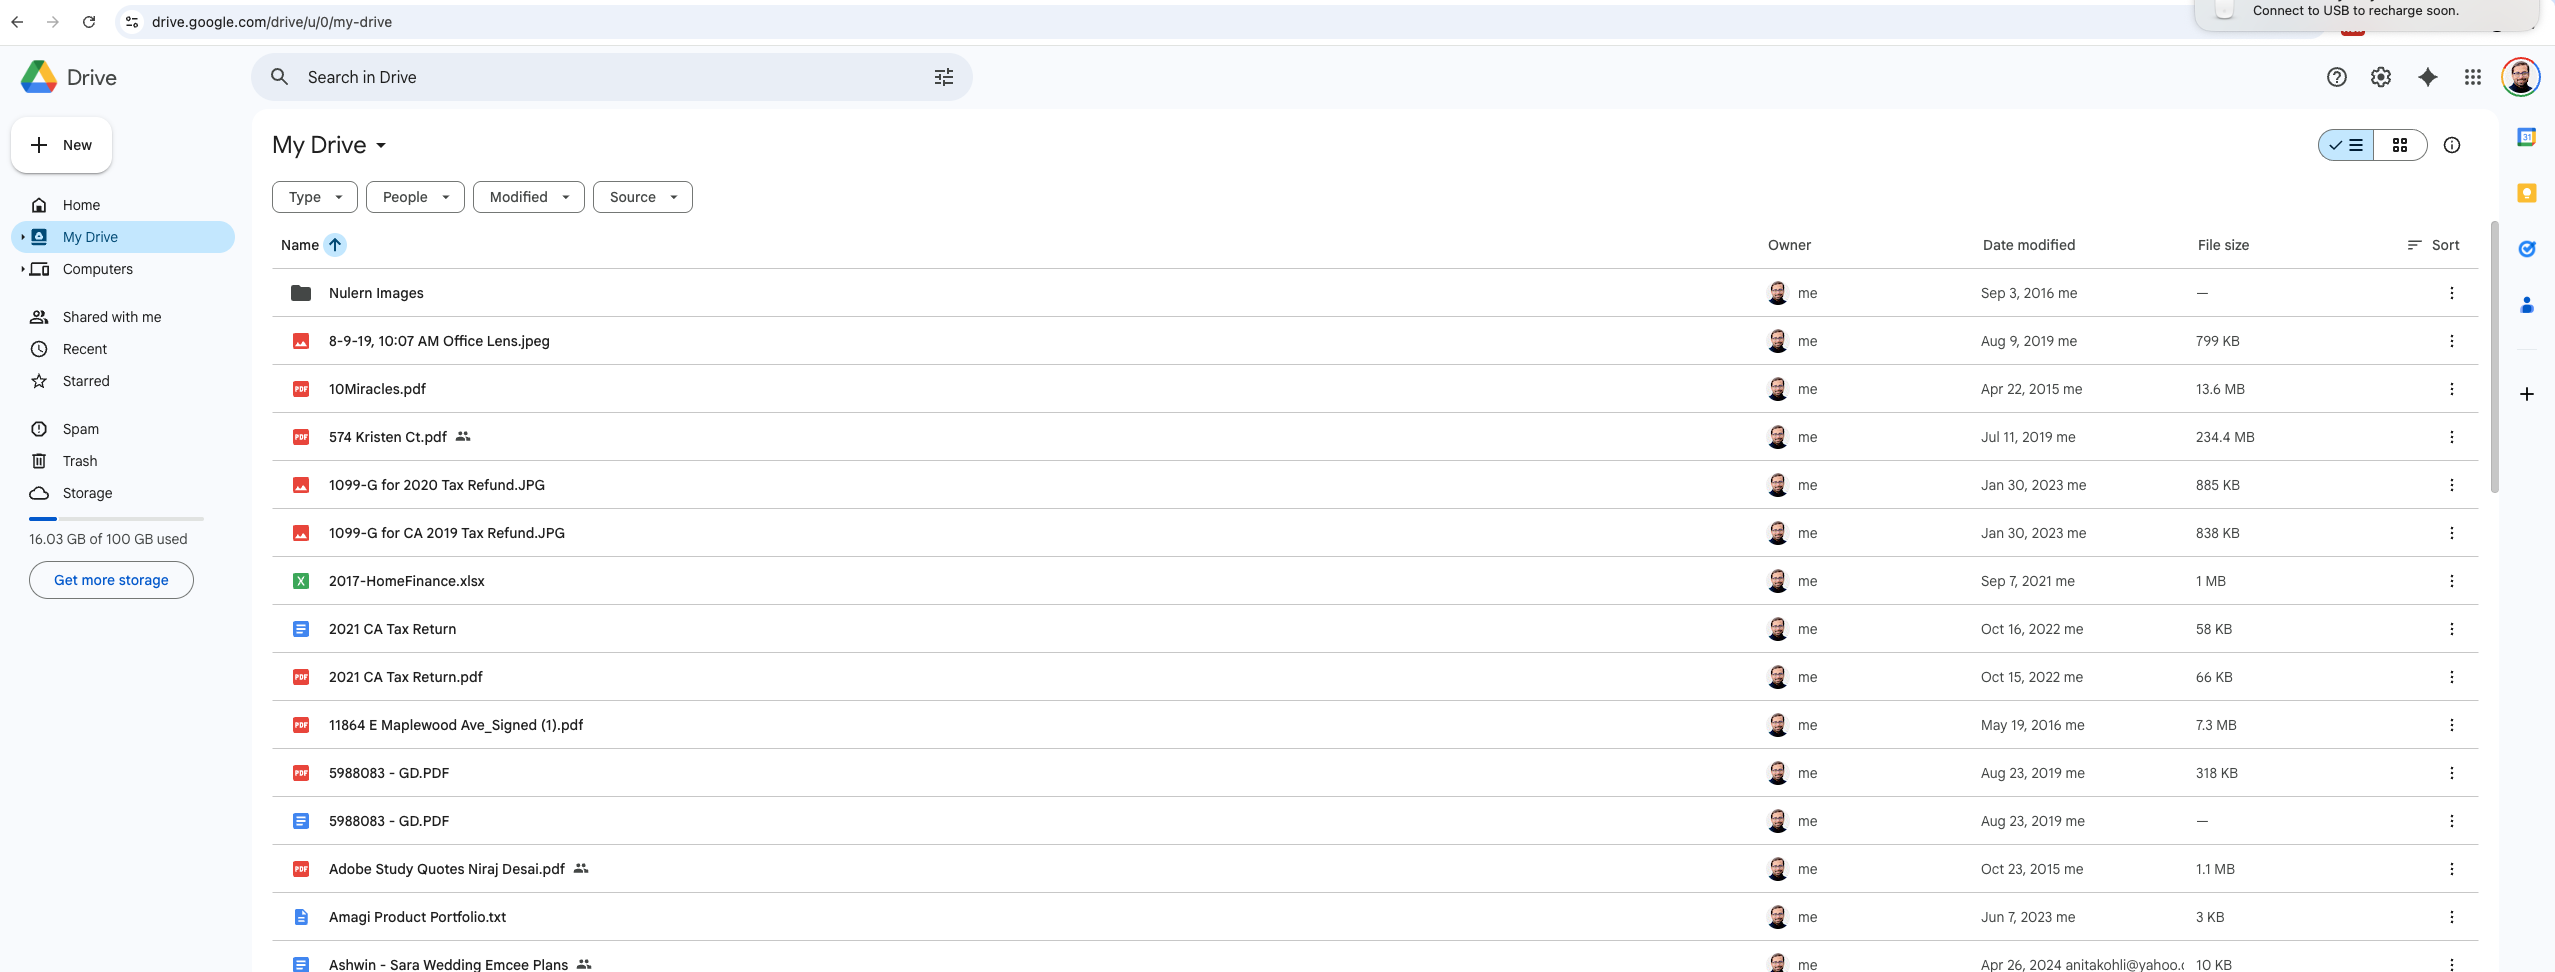 drive.google.com/drive/u/0/my-drive
Connect to USB to recharge soon.
Drive
Search in Drive
New
My Drive
Type People Modified Source
Home
My Drive
Computers
Shared with me
Recent
Starred
Spam
Trash
Storage
16.03 GB of 100 GB used
Get more storage
Name Owner Date modified File size Sort
Nulern Images me Sep 3, 2016 me —
8-9-19, 10:07 AM Office Lens.jpeg me Aug 9, 2019 me 799 KB
PDF 10Miracles.pdf me Apr 22, 2015 me 13.6 MB
PDF 574 Kristen Ct.pdf me Jul 11, 2019 me 234.4 MB
1099-G for 2020 Tax Refund.JPG me Jan 30, 2023 me 885 KB
1099-G for CA 2019 Tax Refund.JPG me Jan 30, 2023 me 838 KB
X 2017-HomeFinance.xlsx me Sep 7, 2021 me 1 MB
2021 CA Tax Return me Oct 16, 2022 me 58 KB
PDF 2021 CA Tax Return.pdf me Oct 15, 2022 me 66 KB
PDF 11864 E Maplewood Ave_Signed (1).pdf me May 19, 2016 me 7.3 MB
PDF 5988083 - GD.PDF me Aug 23, 2019 me 318 KB
5988083 - GD.PDF me Aug 23, 2019 me —
PDF Adobe Study Quotes Niraj Desai.pdf me Oct 23, 2015 me 1.1 MB
Amagi Product Portfolio.txt me Jun 7, 2023 me 3 KB
Ashwin - Sara Wedding Emcee Plans me Apr 26, 2024 anitakohli@yahoo.c 10 KB
31